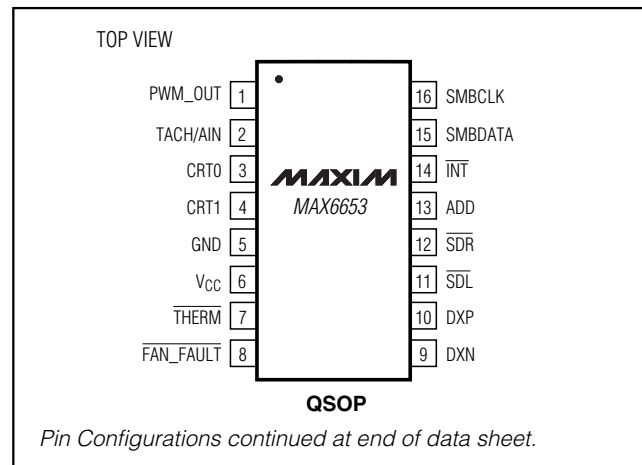 TOP VIEW
PWM_OUT 1
16 SMBCLK
TACH/AIN 2
15 SMBDATA
CRT0 3
14 INT
CRT1 4
13 ADD
GND 5
12 SDR
VCC 6
11 SDL
THERM 7
10 DXP
FAN_FAULT 8
9 DXN
MAXIM
MAX6653
QSOP
Pin Configurations continued at end of data sheet.